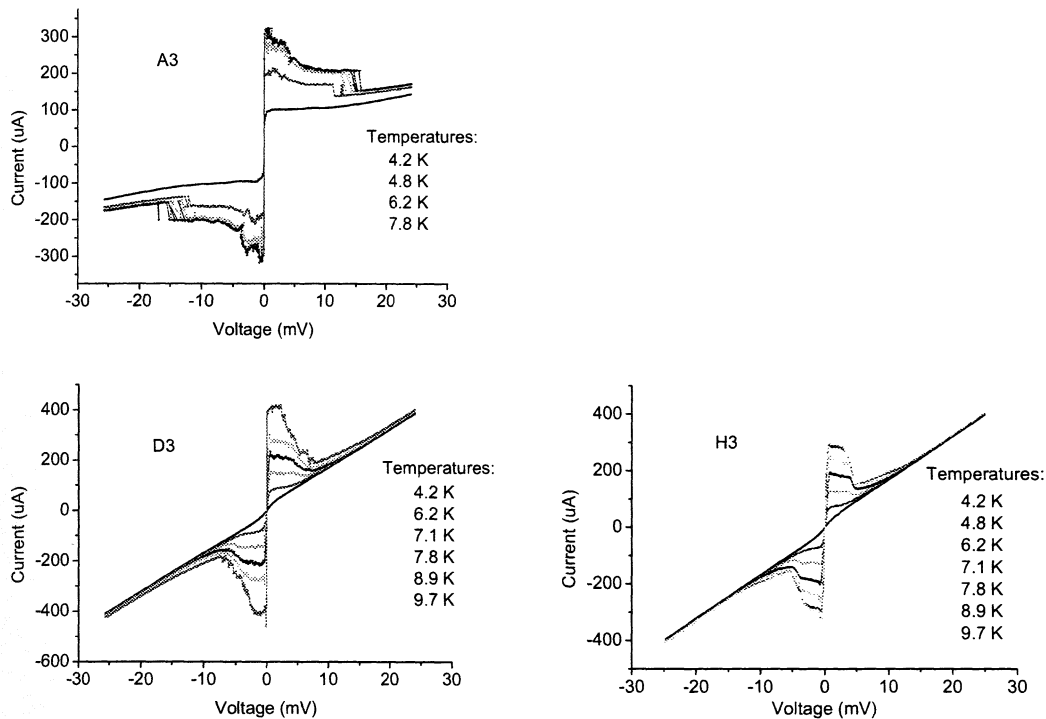 A3
300
200
100
0
-100
-200
-300
Current (uA)
Temperatures:
4.2 K
4.8 K
6.2 K
7.8 K
-30 -20 -10 0 10 20 30
Voltage (mV)
D3
400
200
0
-200
-400
-600
Current (uA)
Temperatures:
4.2 K
6.2 K
7.1 K
7.8 K
8.9 K
9.7 K
-30 -20 -10 0 10 20 30
Voltage (mV)
H3
400
200
0
-200
-400
Current (uA)
Temperatures:
4.2 K
4.8 K
6.2 K
7.1 K
7.8 K
8.9 K
9.7 K
-30 -20 -10 0 10 20 30
Voltage (mV)